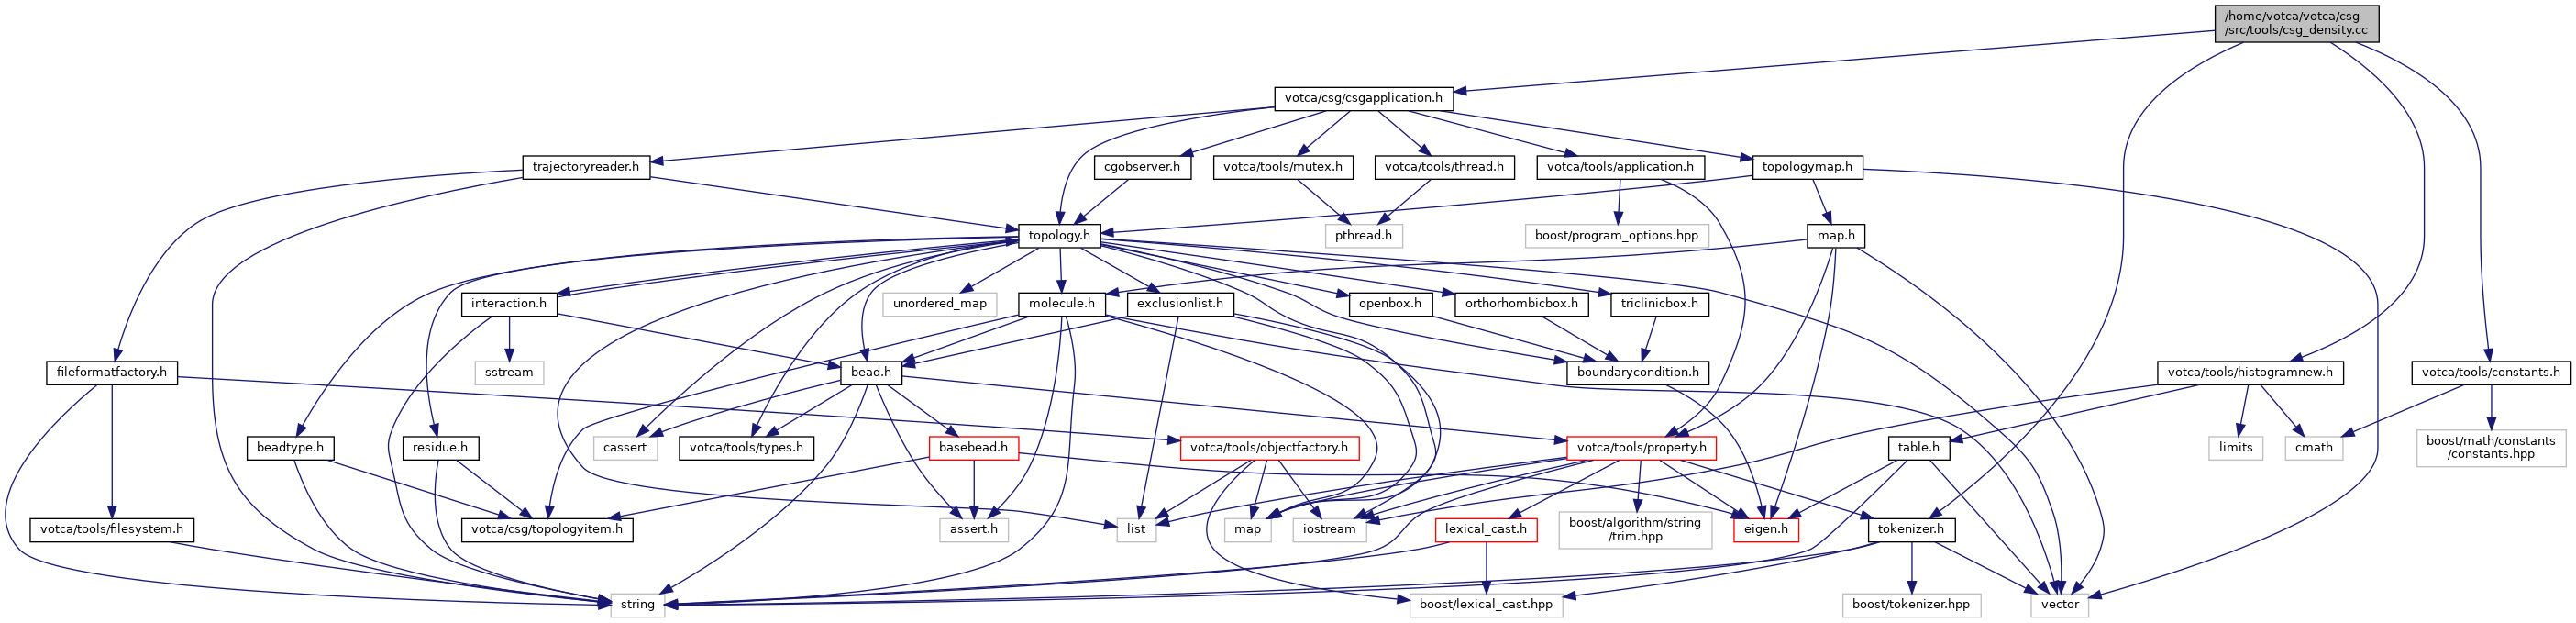 /home/votca/votca/csg
/src/tools/csg_density.cc
votca/csg/csgapplication.h
trajectoryreader.h
cgobserver.h
votca/tools/mutex.h
votca/tools/thread.h
votca/tools/application.h
topologymap.h
topology.h
pthread.h
boost/program_options.hpp
map.h
interaction.h
unordered_map
molecule.h
exclusionlist.h
openbox.h
orthorhombicbox.h
triclinicbox.h
fileformatfactory.h
sstream
bead.h
boundarycondition.h
votca/tools/histogramnew.h
votca/tools/constants.h
beadtype.h
residue.h
cassert
votca/tools/types.h
basebead.h
votca/tools/objectfactory.h
votca/tools/property.h
table.h
limits
cmath
boost/math/constants
/constants.hpp
votca/tools/filesystem.h
votca/csg/topologyitem.h
assert.h
list
map
iostream
lexical_cast.h
boost/algorithm/string
/trim.hpp
eigen.h
tokenizer.h
string
boost/lexical_cast.hpp
boost/tokenizer.hpp
vector